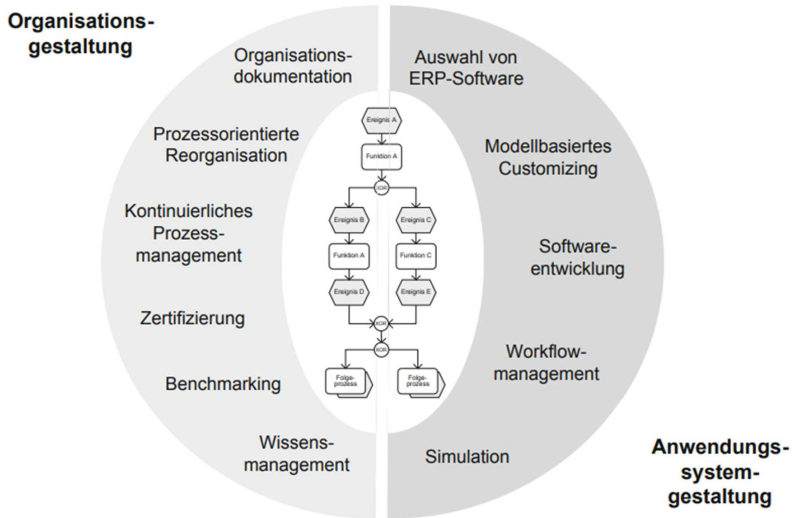 Organisations-
gestaltung
Organisations-
dokumentation
Prozessorientierte
Reorganisation
Kontinuierliches
Prozess-
management
Zertifizierung
Benchmarking
Wissens-
management
Ereignis A
Funktion A
XOR
Ereignis B
Ereignis C
Funktion A
Funktion C
Ereignis D
Ereignis E
XOR
XOR
Folge-
prozess
Folge-
prozess
Auswahl von
ERP-Software
Modellbasiertes
Customizing
Software-
entwicklung
Workflow-
management
Simulation
Anwendungs-
system-
gestaltung